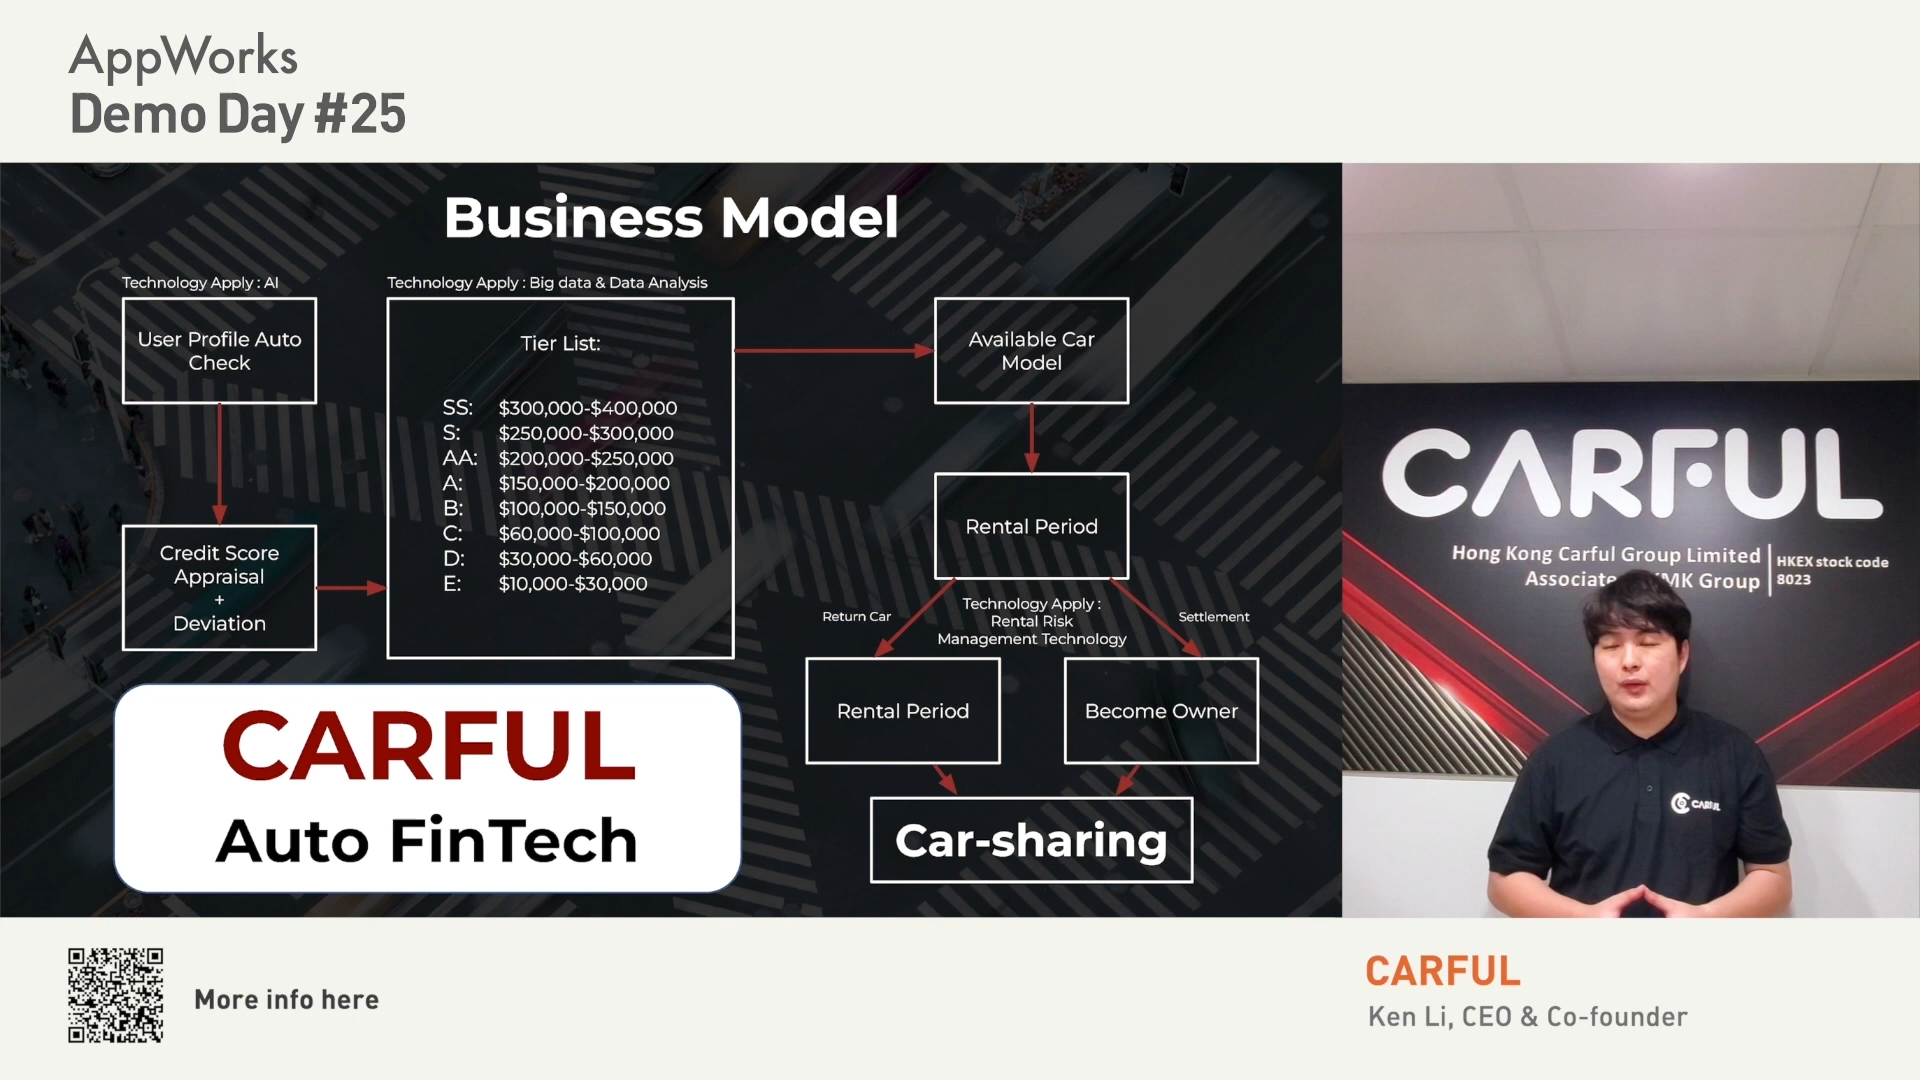 AppWorks
Demo Day #25
Business Model
Technology Apply : AI
User Profile Auto
Check
Credit Score
Appraisal
+
Deviation
Technology Apply : Big data & Data Analysis
Tier List:
SS: $300,000-$400,000
S: $250,000-$300,000
AA: $200,000-$250,000
A: $150,000-$200,000
B: $100,000-$150,000
C: $60,000-$100,000
D: $30,000-$60,000
E: $10,000-$30,000
Available Car
Model
Rental Period
Return Car
Technology Apply :
Rental Risk
Management Technology
Settlement
Rental Period
Become Owner
Car-sharing
CARFUL
Auto FinTech
CARFUL
Hong Kong Carful Group Limited
Associate MK Group
HKEX stock code
8023
CARFUL
More info here
CARFUL
Ken Li, CEO & Co-founder